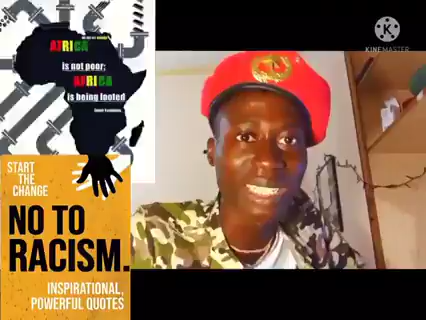 AFRICA
is not poor;
AFRICA
is being looted
START
THE
CHANGE
NO TO
RACISM.
INSPIRATIONAL,
POWERFUL QUOTES
KINEMASTER